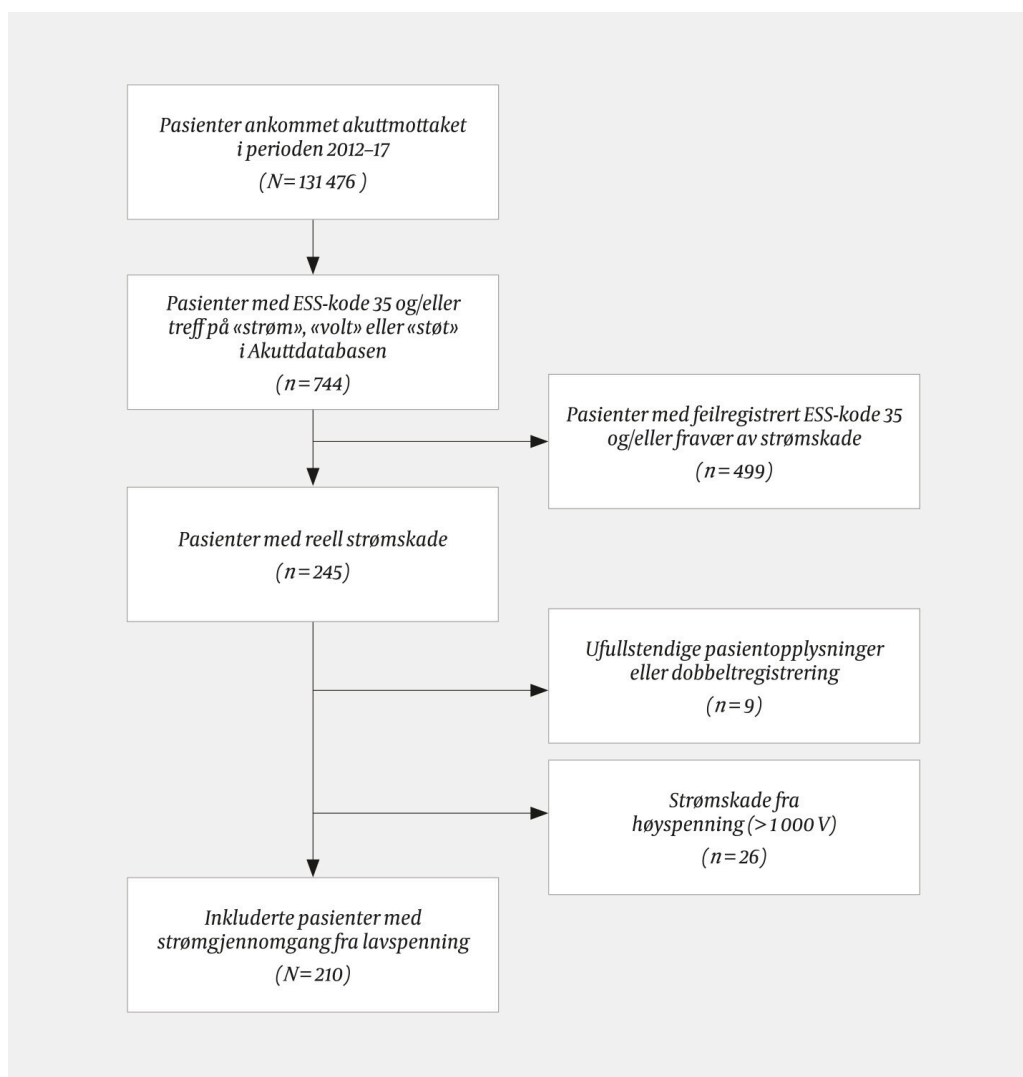 Pasienter ankommet akuttmottaket
i perioden 2012–17
(N=131 476 )
Pasienter med ESS-kode 35 og/eller
treff på «strøm», «volt» eller «støt»
i Akuttdatabasen
(n=744)
Pasienter med feilregistrert ESS-kode 35
og/eller fravær av strømskade
(n=499)
Pasienter med reell strømskade
(n=245)
Ufullstendige pasientopplysninger
eller dobbeltregistrering
(n=9)
Strømskade fra
høyspenning (>1 000 V)
(n=26)
Inkluderte pasienter med
strømgjennomgang fra lavspenning
(N=210)